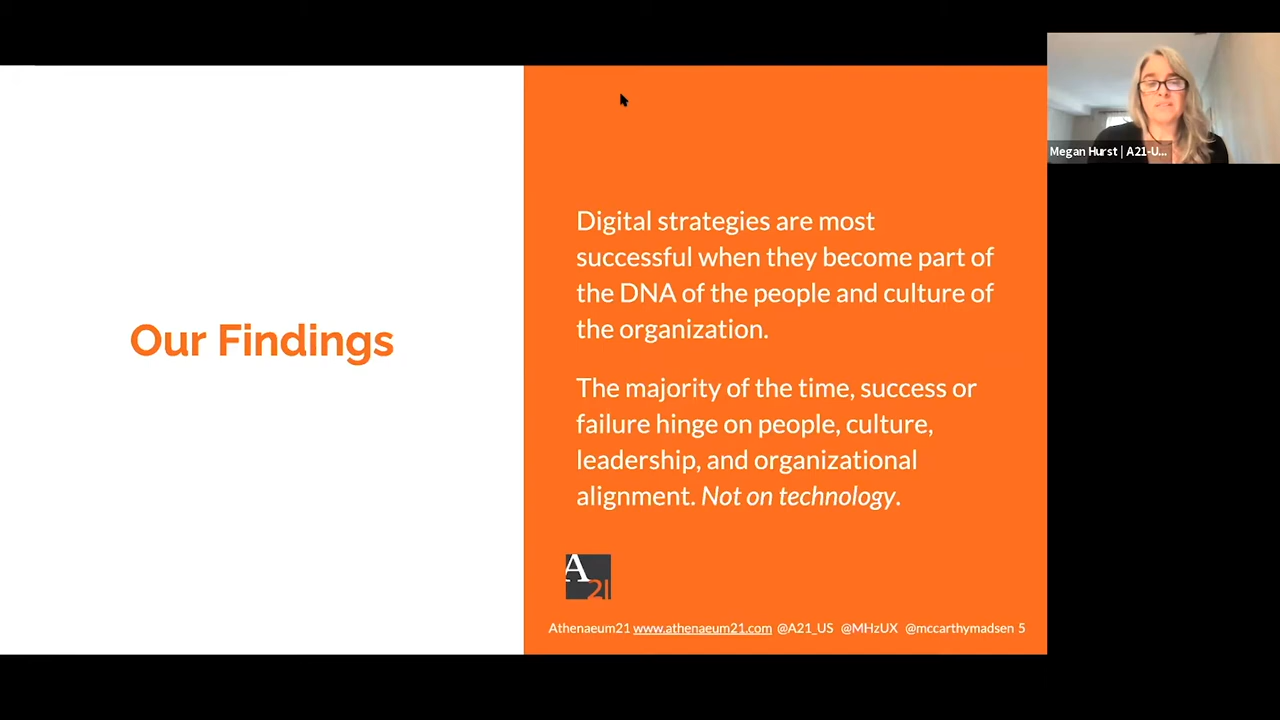 Megan Hurst | A21-U...
Our Findings
Digital strategies are most
successful when they become part of
the DNA of the people and culture of
the organization.
The majority of the time, success or
failure hinge on people, culture,
leadership, and organizational
alignment. Not on technology.
A
21
Athenaeum21 www.athenaeum21.com @A21_US @MHzUX @mccarthymadsen 5